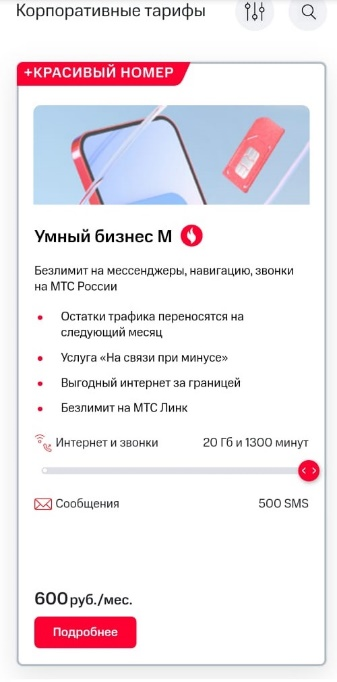 Корпоративные тарифы
+КРАСИВЫЙ НОМЕР
Умный бизнес М
Безлимит на мессенджеры, навигацию, звонки
на МТС России
Остатки трафика переносятся на
следующий месяц
Услуга «На связи при минусе»
Выгодный интернет за границей
Безлимит на МТС Линк
Интернет и звонки 20 Гб и 1300 минут
Сообщения 500 SMS
600 руб./мес.
Подробнее